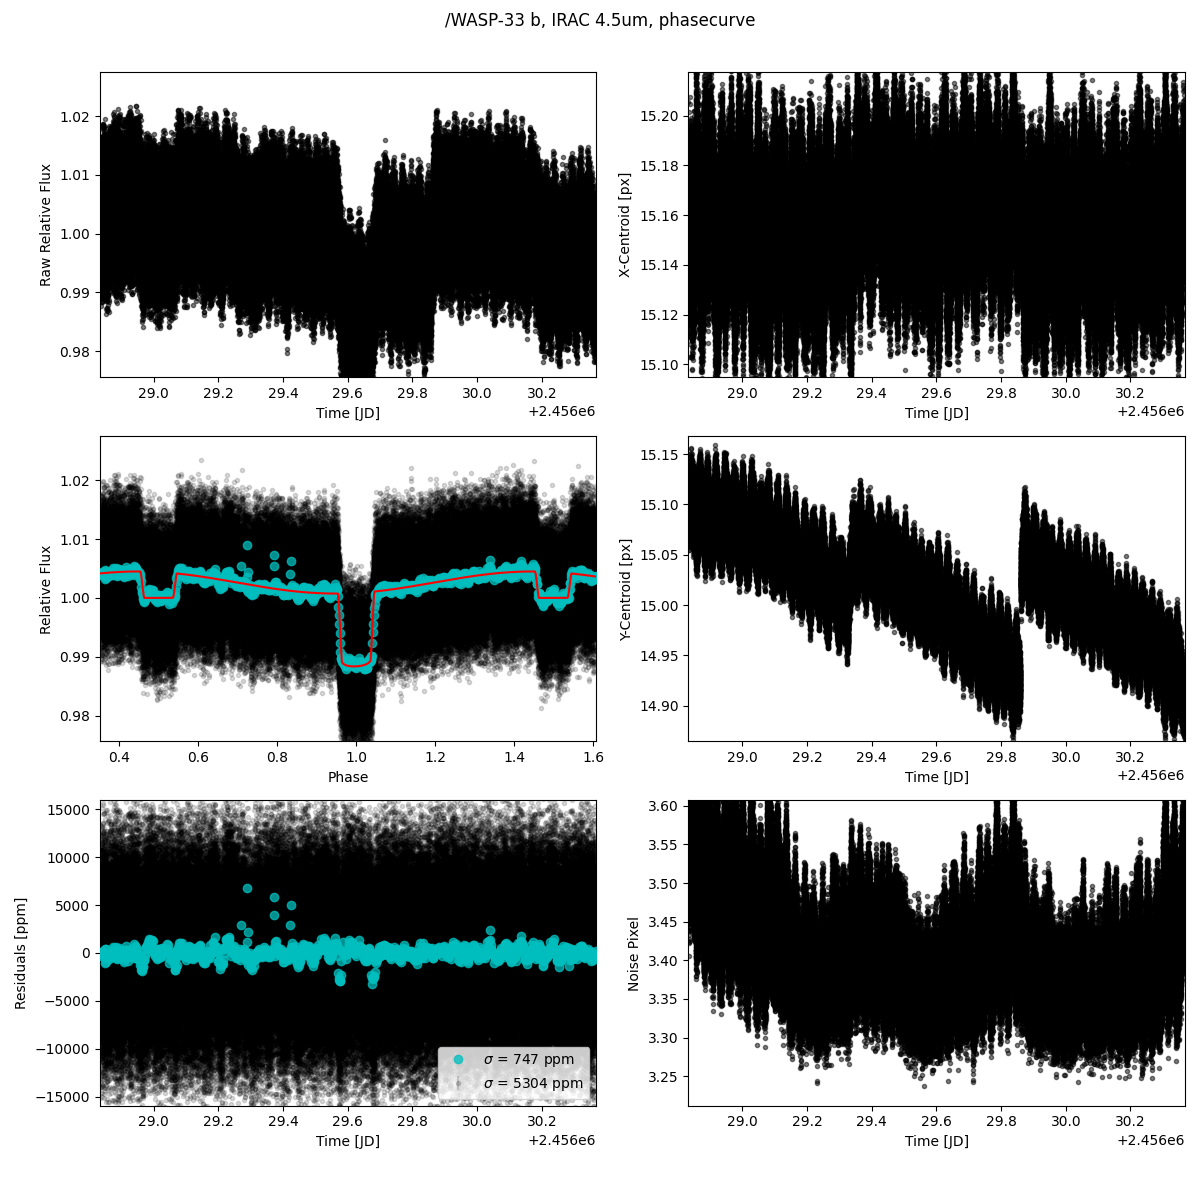 /WASP-33 b, IRAC 4.5um, phasecurve
1.02
1.01
1.00
0.99
0.98
Raw Relative Flux
29.0 29.2 29.4 29.6 29.8 30.0 30.2
Time [JD]
+2.456e6
15.20
15.18
15.16
15.14
15.12
15.10
X-Centroid [px]
29.0 29.2 29.4 29.6 29.8 30.0 30.2
Time [JD]
+2.456e6
1.02
1.01
1.00
0.99
0.98
Relative Flux
0.4 0.6 0.8 1.0 1.2 1.4 1.6
Phase
15.15
15.10
15.05
15.00
14.95
14.90
Y-Centroid [px]
29.0 29.2 29.4 29.6 29.8 30.0 30.2
Time [JD]
+2.456e6
15000
10000
5000
0
−5000
−10000
−15000
Residuals [ppm]
σ = 747 ppm
σ = 5304 ppm
29.0 29.2 29.4 29.6 29.8 30.0 30.2
Time [JD]
+2.456e6
3.60
3.55
3.50
3.45
3.40
3.35
3.30
3.25
Noise Pixel
29.0 29.2 29.4 29.6 29.8 30.0 30.2
Time [JD]
+2.456e6